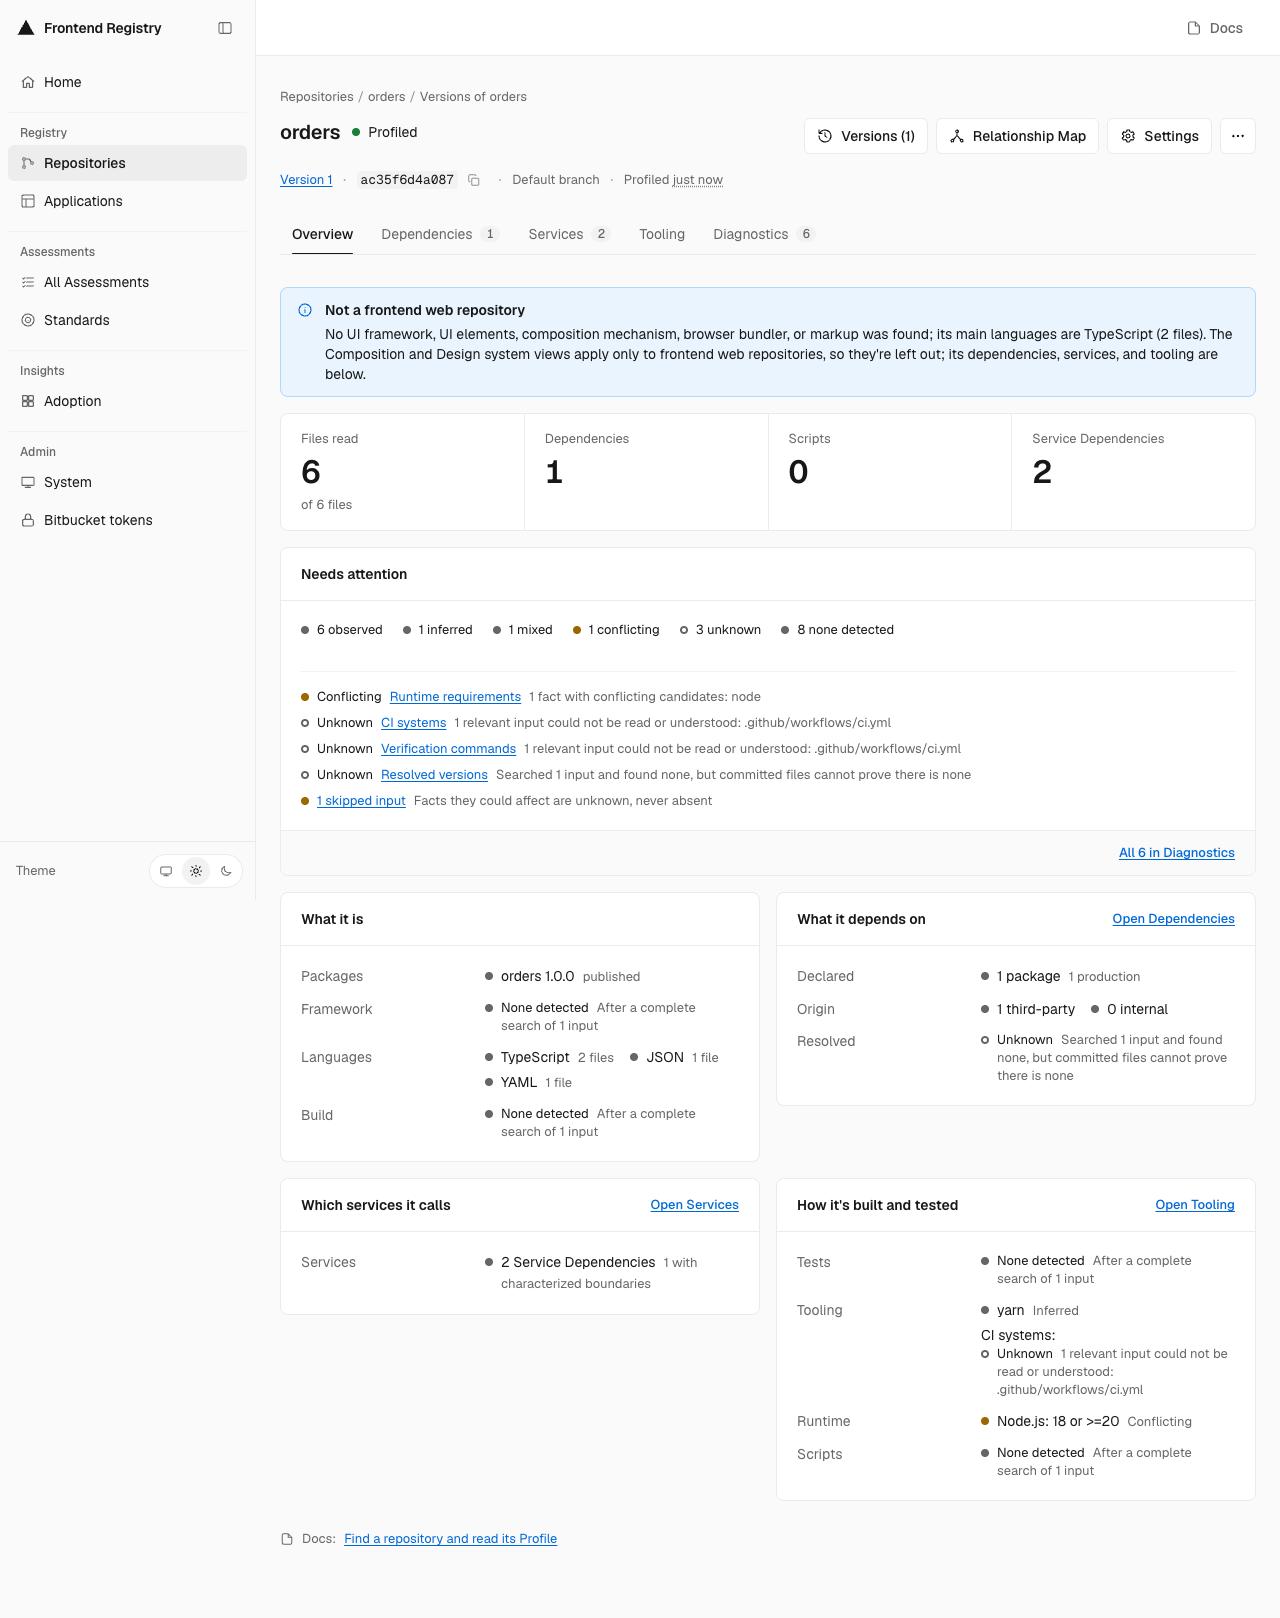 Frontend Registry
Docs
Home
Registry
Repositories
Applications
Assessments
All Assessments
Standards
Insights
Adoption
Admin
System
Bitbucket tokens
Theme
Repositories / orders / Versions of orders
orders Profiled
Versions (1) Relationship Map Settings
Version 1 · ac35f6d4a087 · Default branch · Profiled just now
Overview Dependencies 1 Services 2 Tooling Diagnostics 6
Not a frontend web repository
No UI framework, UI elements, composition mechanism, browser bundler, or markup was found; its main languages are TypeScript (2 files). The
Composition and Design system views apply only to frontend web repositories, so they're left out; its dependencies, services, and tooling are
below.
Files read
6
of 6 files
Dependencies
1
Scripts
0
Service Dependencies
2
Needs attention
6 observed 1 inferred 1 mixed 1 conflicting 3 unknown 8 none detected
Conflicting Runtime requirements 1 fact with conflicting candidates: node
Unknown CI systems 1 relevant input could not be read or understood: .github/workflows/ci.yml
Unknown Verification commands 1 relevant input could not be read or understood: .github/workflows/ci.yml
Unknown Resolved versions Searched 1 input and found none, but committed files cannot prove there is none
1 skipped input Facts they could affect are unknown, never absent
All 6 in Diagnostics
What it is
Packages orders 1.0.0 published
Framework None detected After a complete
search of 1 input
Languages TypeScript 2 files JSON 1 file
YAML 1 file
Build None detected After a complete
search of 1 input
What it depends on Open Dependencies
Declared 1 package 1 production
Origin 1 third-party 0 internal
Resolved Unknown Searched 1 input and found
none, but committed files cannot prove
there is none
Which services it calls Open Services
Services 2 Service Dependencies 1 with
characterized boundaries
How it's built and tested Open Tooling
Tests None detected After a complete
search of 1 input
Tooling yarn Inferred
CI systems:
Unknown 1 relevant input could not be
read or understood:
.github/workflows/ci.yml
Runtime Node.js: 18 or >=20 Conflicting
Scripts None detected After a complete
search of 1 input
Docs: Find a repository and read its Profile